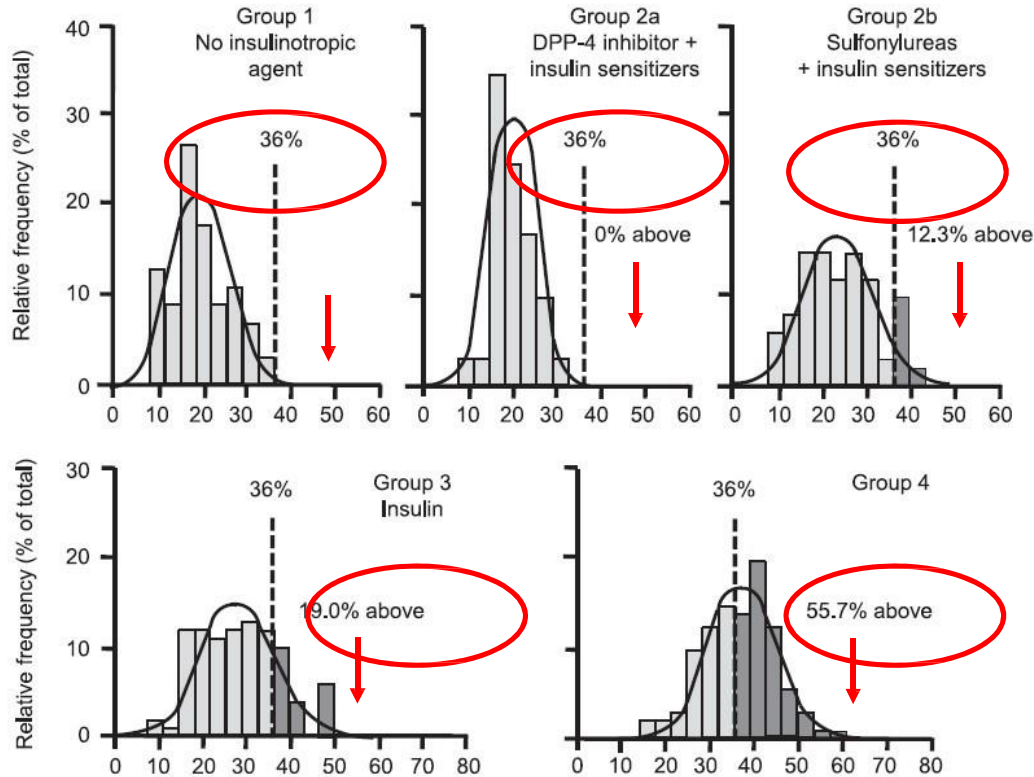 Group 1
No insulinotropic
agent
Group 2a
DPP-4 inhibitor +
insulin sensitizers
Group 2b
Sulfonylureas
+ insulin sensitizers
Relative frequency (% of total)
40
30
20
10
0
36%
36%
0% above
36%
12.3% above
0 10 20 30 40 50 60
0 10 20 30 40 50 60
0 10 20 30 40 50 60
Relative frequency (% of total)
30
20
10
0
36%
Group 3
Insulin
19.0% above
36%
Group 4
55.7% above
0 10 20 30 40 50 60 70 80
0 10 20 30 40 50 60 70 80